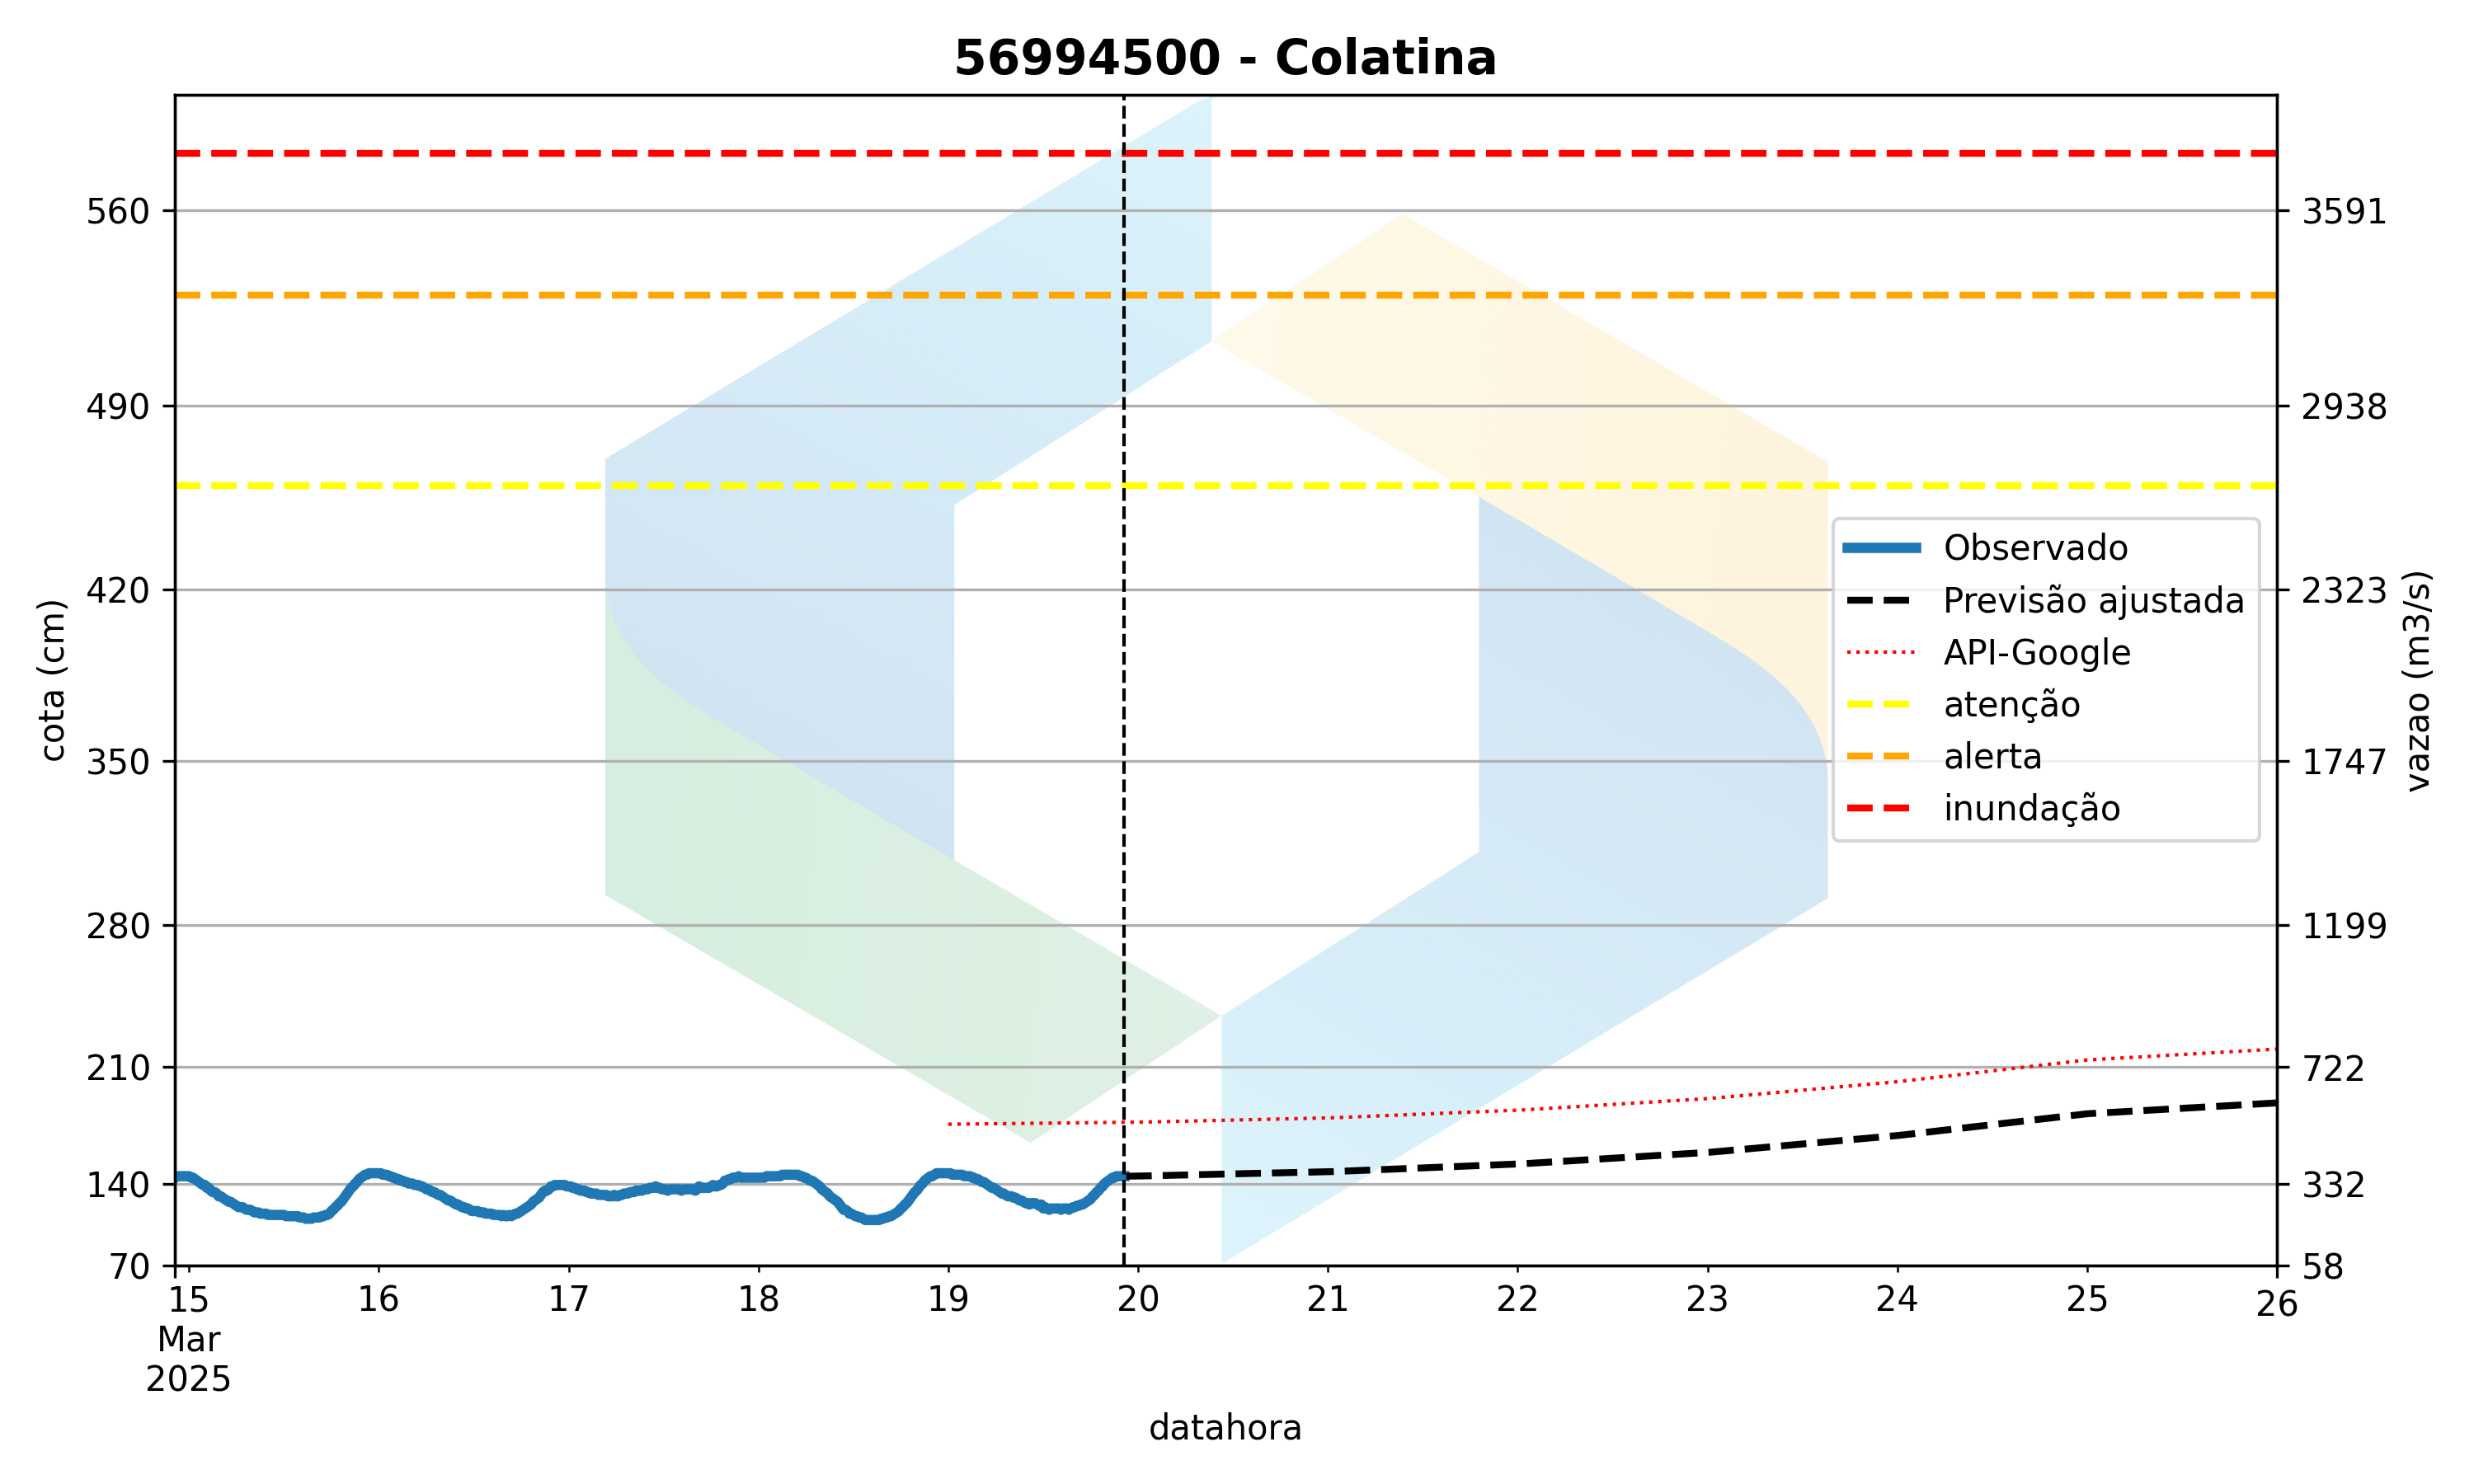 56994500 - Colatina
560
490
420
350
280
210
140
70
cota (cm)
3591
2938
2323
1747
1199
722
332
58
vazao (m3/s)
Observado
Previsão ajustada
API-Google
atenção
alerta
inundação
15 16 17 18 19 20 21 22 23 24 25 26
Mar
2025
datahora